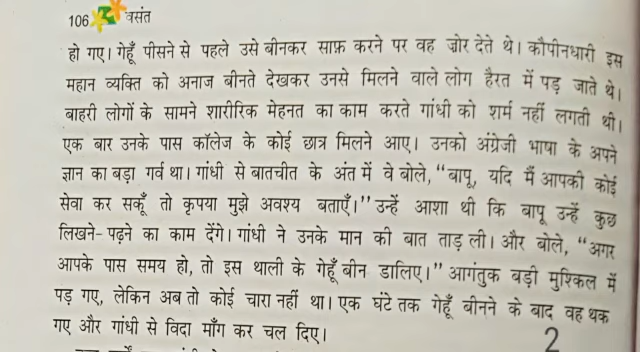 106 वसंत
हो गए। गेहूँ पीसने से पहले उसे बीनकर साफ़ करने पर वह ज़ोर देते थे। कौपीनधारी इस
महान व्यक्ति को अनाज बीनते देखकर उनसे मिलने वाले लोग हैरत में पड़ जाते थे।
बाहरी लोगों के सामने शारीरिक मेहनत का काम करते गांधी को शर्म नहीं लगती थी।
एक बार उनके पास कॉलेज के कोई छात्र मिलने आए। उनको अंग्रेजी भाषा के अपने
ज्ञान का बड़ा गर्व था। गांधी से बातचीत के अंत में वे बोले, “बापू, यदि मैं आपकी कोई
सेवा कर सकूँ तो कृपया मुझे अवश्य बताएँ।” उन्हें आशा थी कि बापू उन्हें कुछ
लिखने-पढ़ने का काम देंगे। गांधी ने उनके मान की बात ताड़ ली। और बोले, “अगर
आपके पास समय हो, तो इस थाली के गेहूँ बीन डालिए।” आगंतुक बड़ी मुश्किल में
पड़ गए, लेकिन अब तो कोई चारा नहीं था। एक घंटे तक गेहूँ बीनने के बाद वह थक
गए और गांधी से विदा माँग कर चल दिए।
2